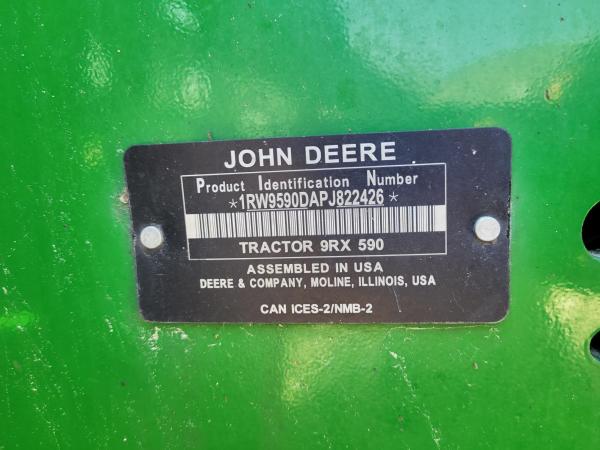 JOHN DEERE
Product Identification Number
*1RW9590DAPJ822426*
TRACTOR 9RX 590
ASSEMBLED IN USA
DEERE & COMPANY, MOLINE, ILLINOIS, USA
CAN ICES-2/NMB-2